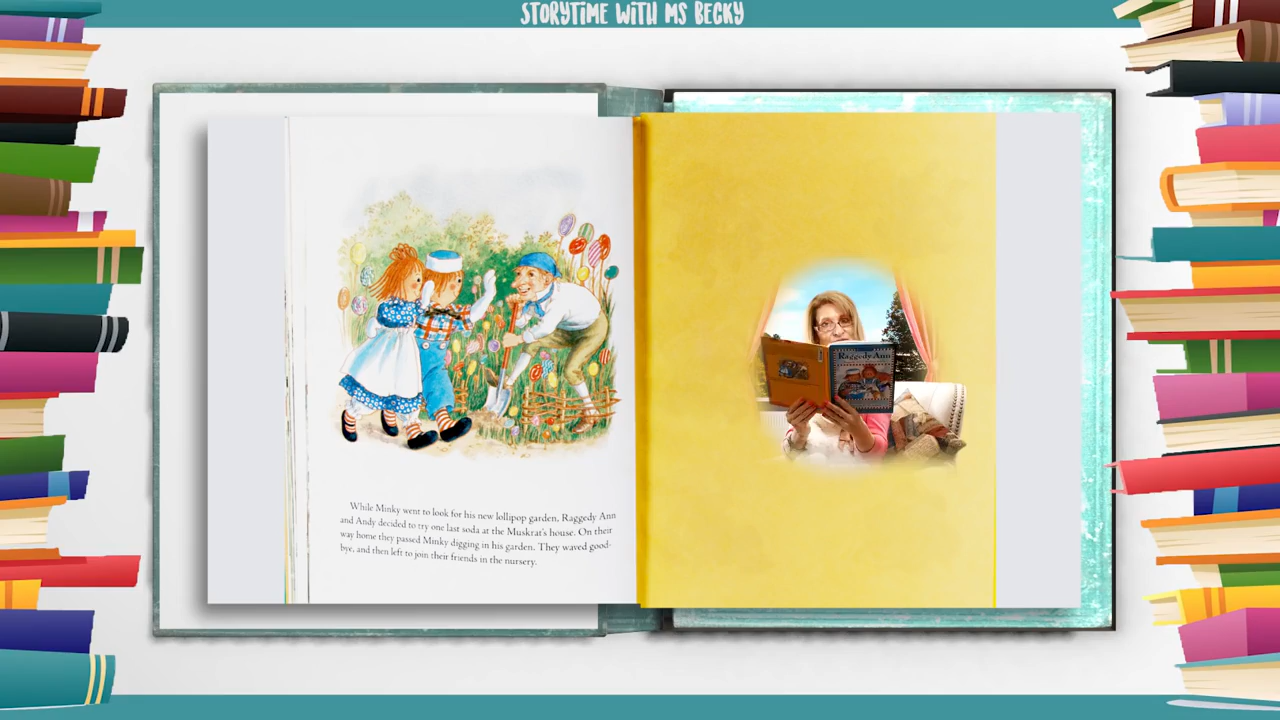 STORYTIME WITH MS BECKY
Raggedy Ann
While Minky went to look for his new lollipop garden, Raggedy Ann
and Andy decided to try one last soda at the Muskrat's house. On their
way home they passed Minky digging in his garden. They waved good-
bye, and then left to join their friends in the nursery.